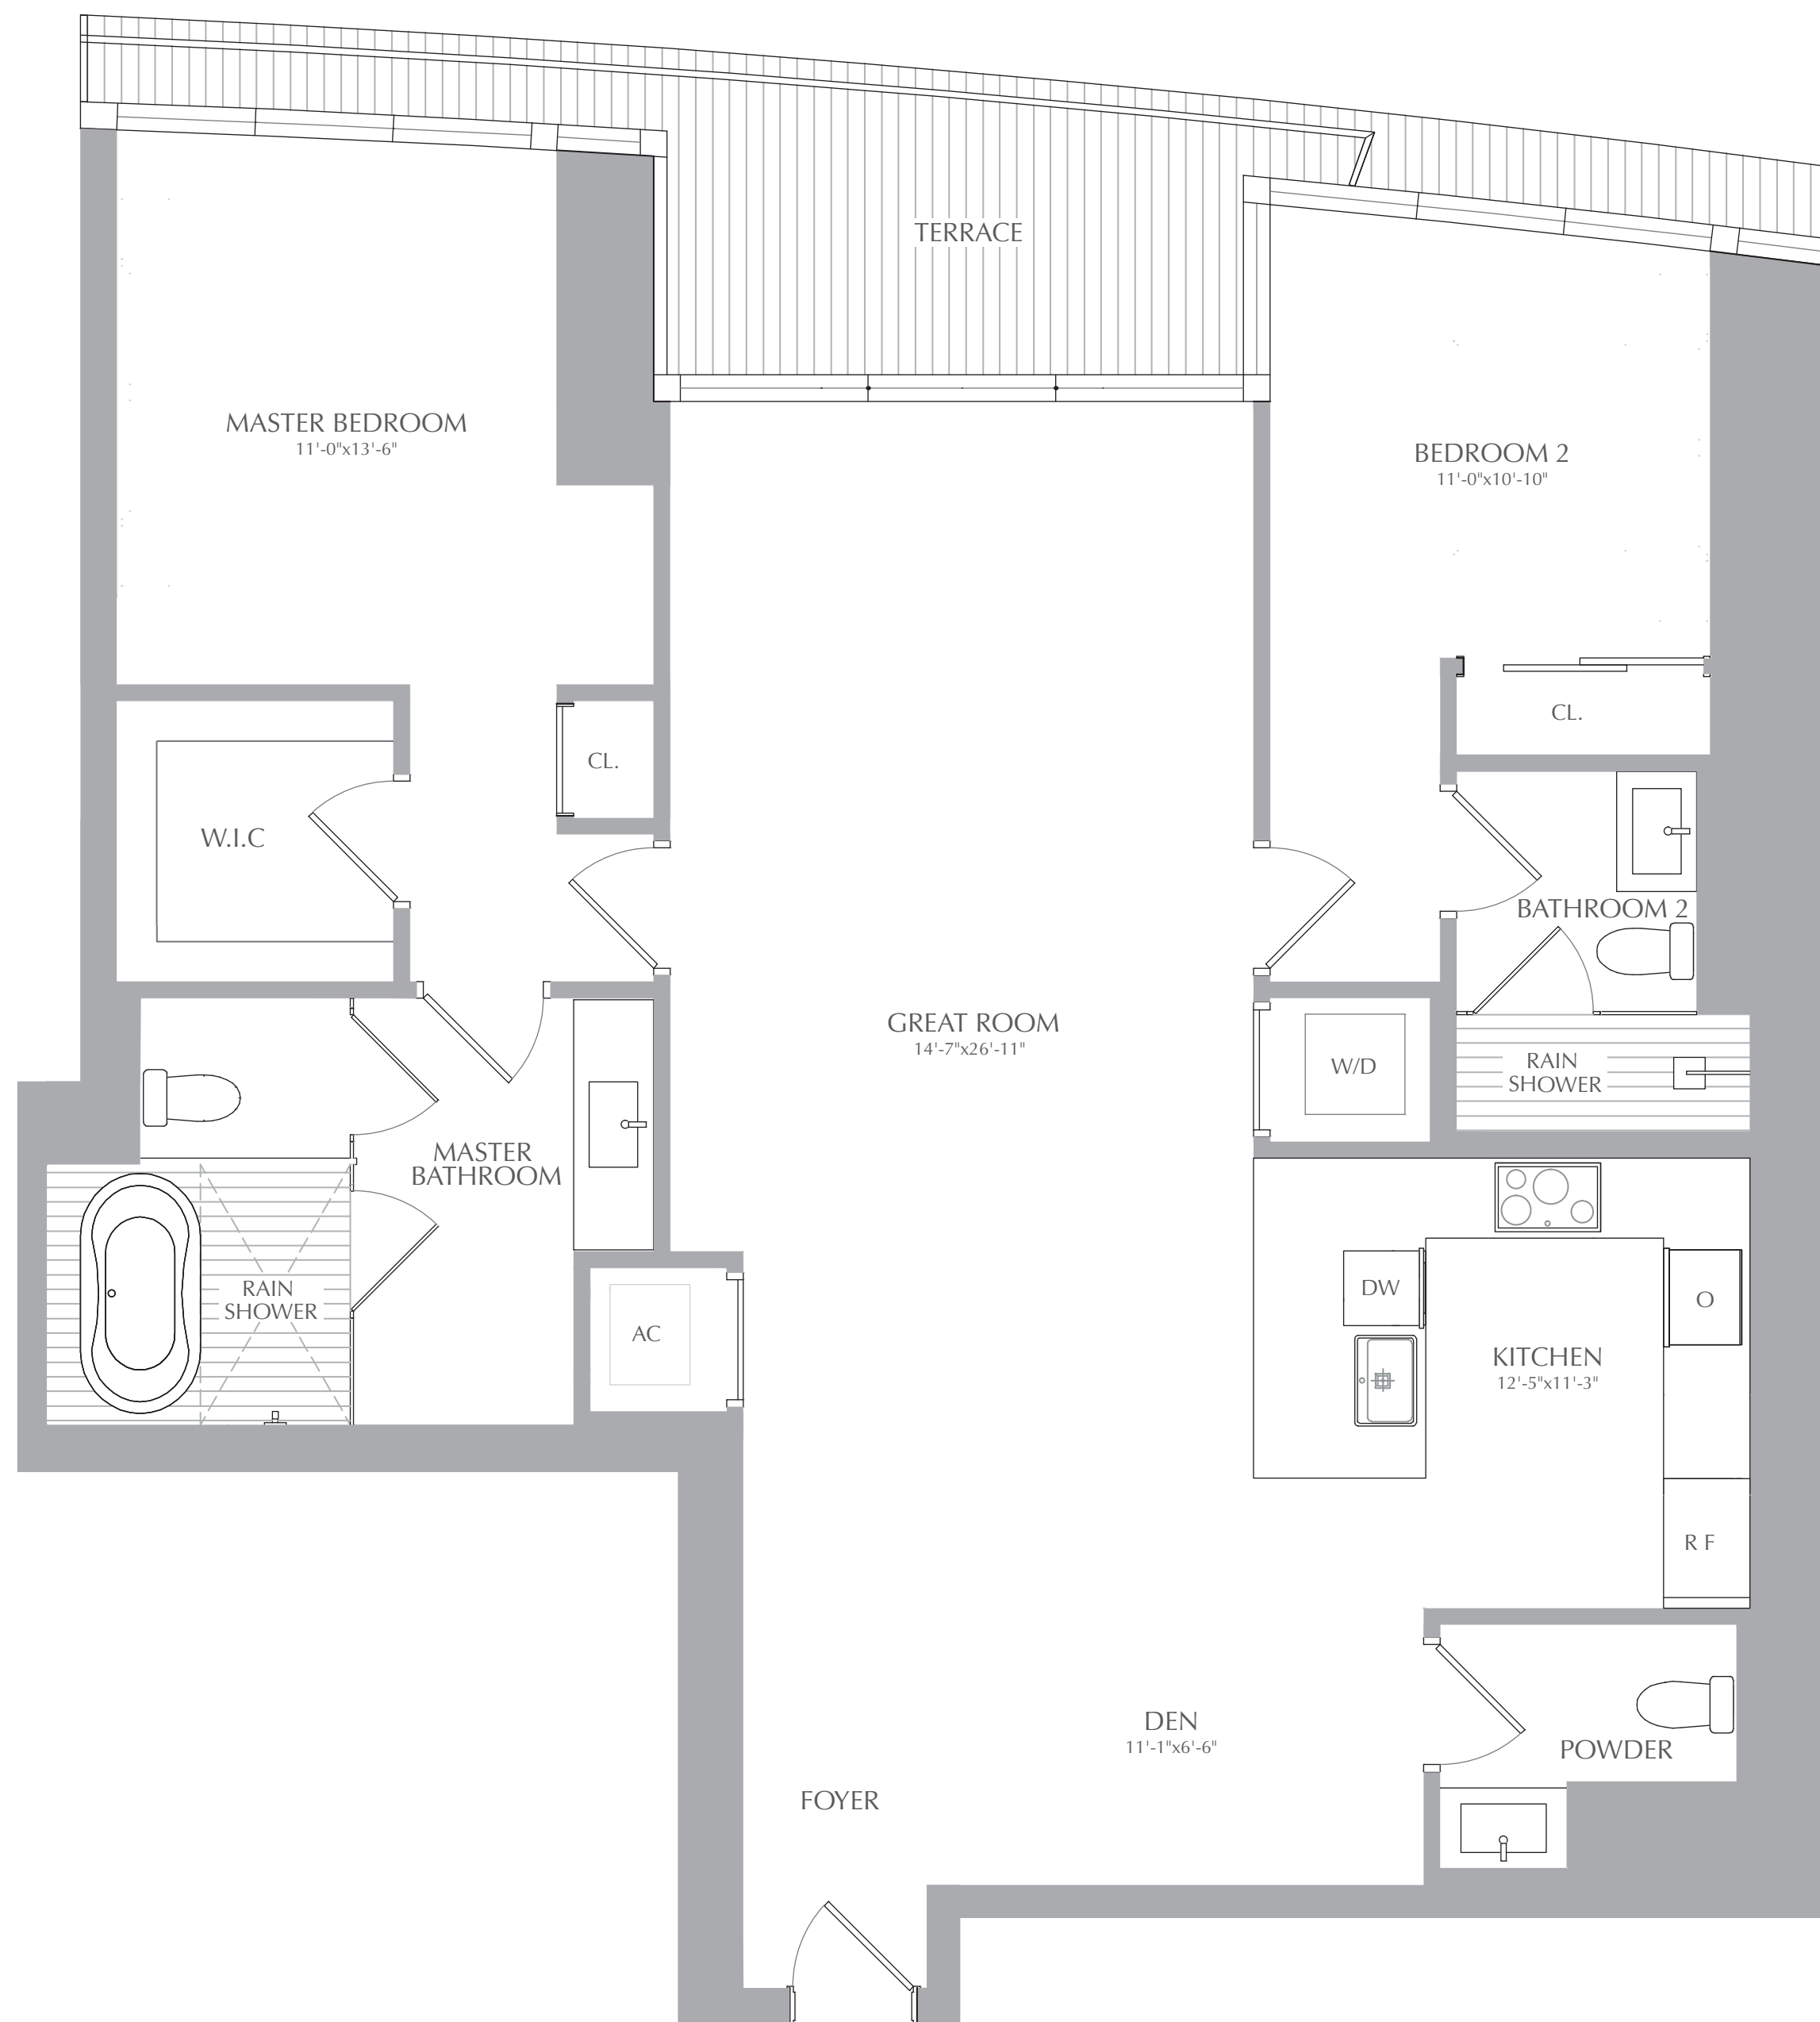 TERRACE
MASTER BEDROOM
11'-0"x13'-6"
BEDROOM 2
11'-0"x10'-10"
CL.
CL.
W.I.C
BATHROOM 2
GREAT ROOM
14'-7"x26'-11"
W/D
RAIN
SHOWER
MASTER
BATHROOM
RAIN
SHOWER
DW
O
AC
KITCHEN
12'-5"x11'-3"
R F
DEN
11'-1"x6'-6"
POWDER
FOYER